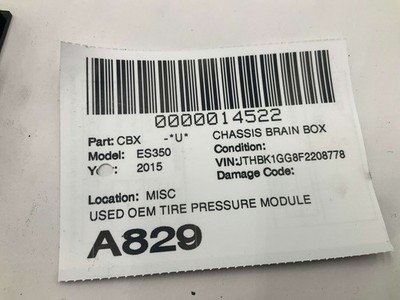 0000014522
Part: CBX -*U* CHASSIS BRAIN BOX
Model: ES350 Condition:
Y : 2015 VIN:JTHBK1GG8F2208778
Damage Code:
Location: MISC
USED OEM TIRE PRESSURE MODULE
A829